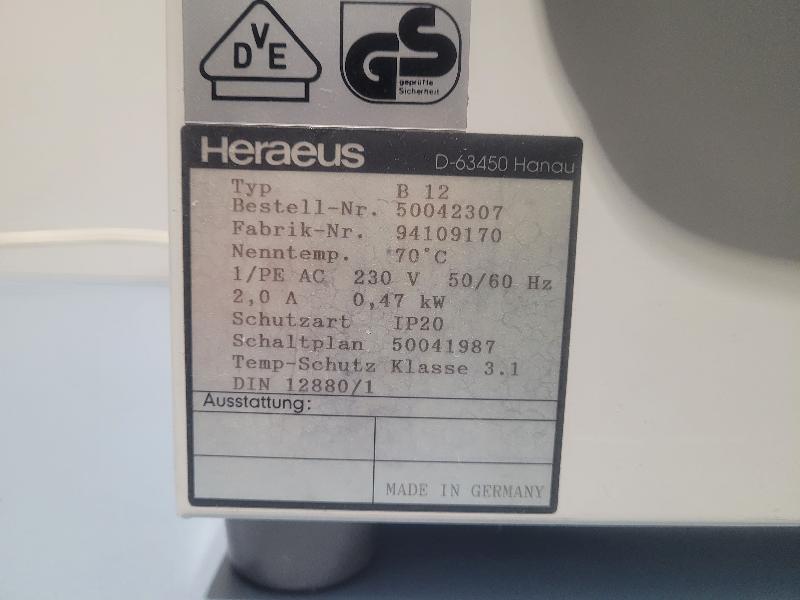 VDE
GS
geprüfte
Sicherheit
Heraeus D-63450 Hanau
Typ B 12
Bestell-Nr. 50042307
Fabrik-Nr. 94109170
Nenntemp. 70°C
1/PE AC 230 V 50/60 Hz
2,0 A 0,47 kW
Schutzart IP20
Schaltplan 50041987
Temp-Schutz Klasse 3.1
DIN 12880/1
Ausstattung:
MADE IN GERMANY